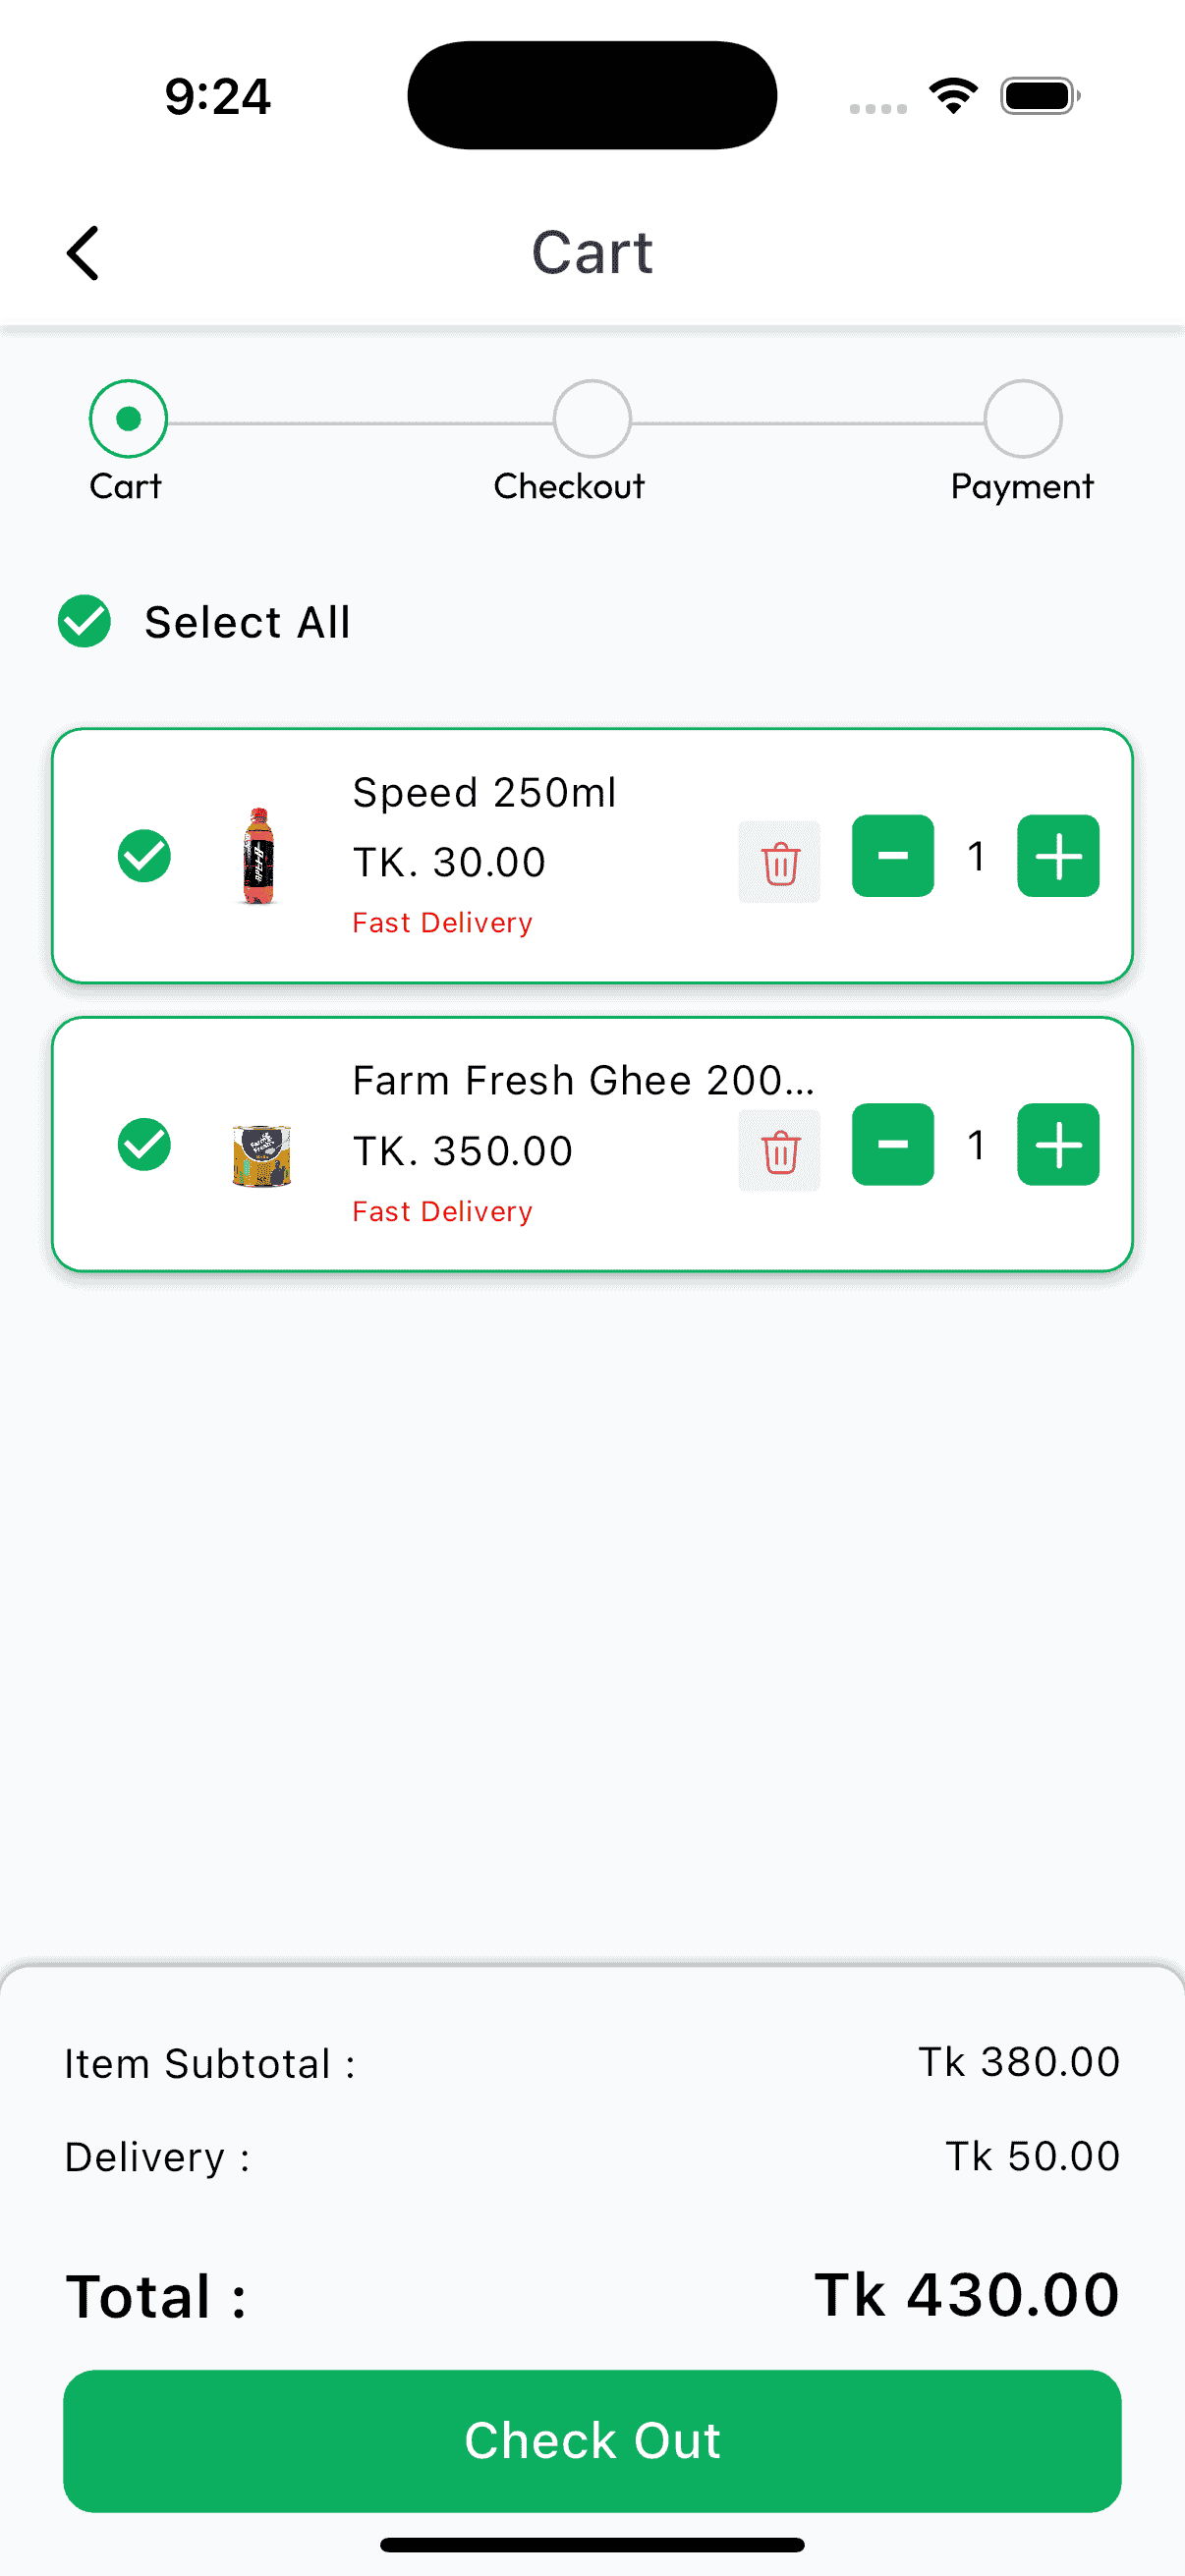 9:24
Cart
Cart Checkout Payment
Select All
Speed 250ml
TK. 30.00
1
Fast Delivery
Farm Fresh Ghee 200...
TK. 350.00
1
Fast Delivery
Item Subtotal : Tk 380.00
Delivery : Tk 50.00
Total : Tk 430.00
Check Out